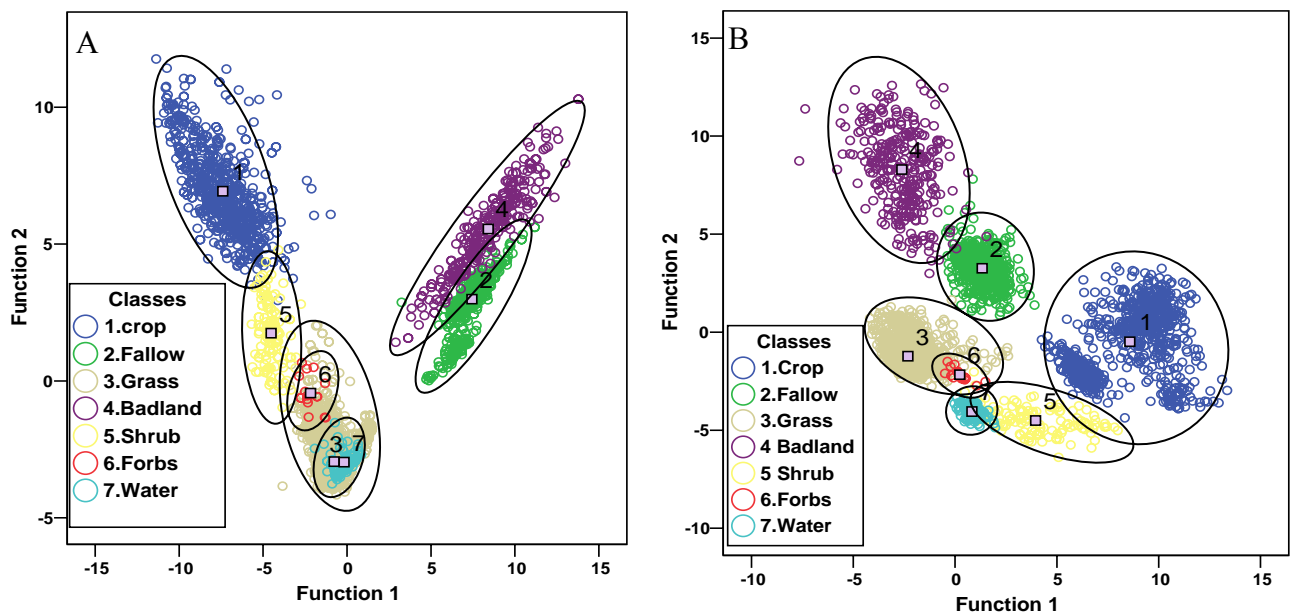 A
10
5
0
-5
Function 2
Classes
1.crop
2.Fallow
3.Grass
4.Badland
5.Shrub
6.Forbs
7.Water
1
4
2
5
6
3 7
-15 -10 -5 0 5 10 15
Function 1
B
15
10
5
0
-5
-10
Function 2
Classes
1.Crop
2.Fallow
3.Grass
4 Badland
5 Shrub
6.Forbs
7.Water
4
2
1
3
6
7
5
-10 -5 0 5 10 15
Function 1